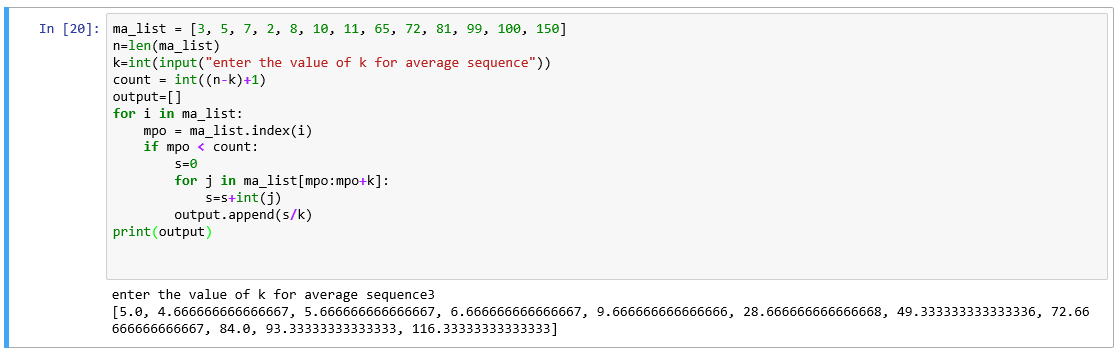 In [20]: ma_list = [3, 5, 7, 2, 8, 10, 11, 65, 72, 81, 99, 100, 150]
n=len(ma_list)
k=int(input("enter the value of k for average sequence"))
count = int((n-k)+1)
output=[]
for i in ma_list:
    mpo = ma_list.index(i)
    if mpo < count:
        s=0
        for j in ma_list[mpo:mpo+k]:
            s=s+int(j)
        output.append(s/k)
print(output)
enter the value of k for average sequence3
[5.0, 4.666666666666667, 5.666666666666667, 6.666666666666667, 9.666666666666666, 28.666666666666668, 49.333333333333336, 72.66
666666666667, 84.0, 93.33333333333333, 116.33333333333333]